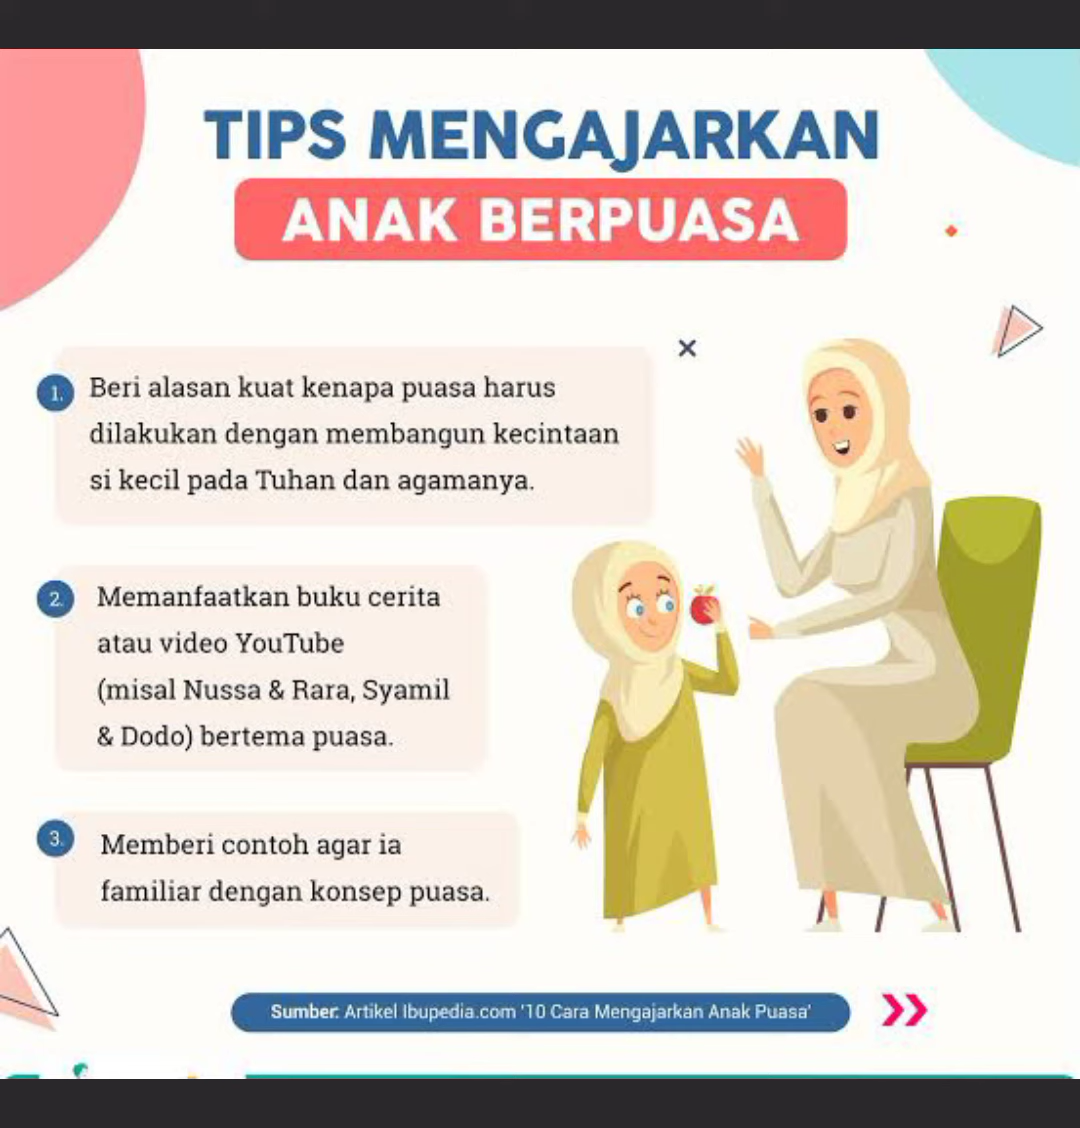 TIPS MENGAJARKAN
ANAK BERPUASA
1. Beri alasan kuat kenapa puasa harus
dilakukan dengan membangun kecintaan
si kecil pada Tuhan dan agamanya.
2. Memanfaatkan buku cerita
atau video YouTube
(misal Nussa & Rara, Syamil
& Dodo) bertema puasa.
3. Memberi contoh agar ia
familiar dengan konsep puasa.
Sumber: Artikel Ibupedia.com '10 Cara Mengajarkan Anak Puasa'